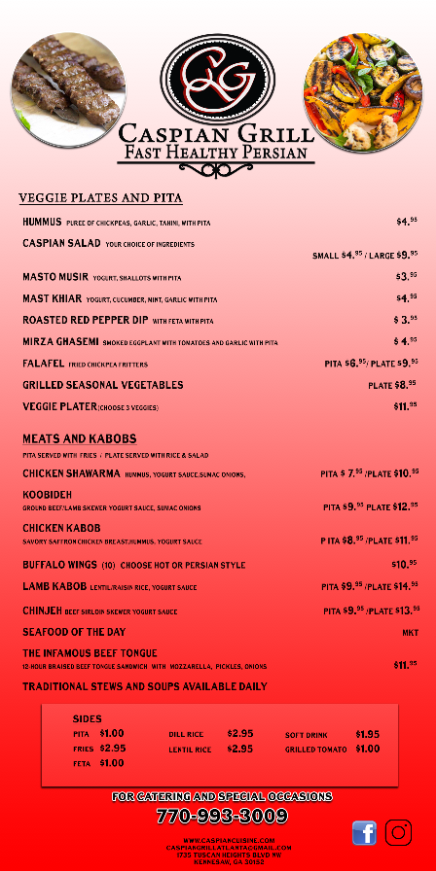 CG
CASPIAN GRILL
FAST HEALTHY PERSIAN
VEGGIE PLATES AND PITA
HUMMUS PUREE OF CHICKPEAS, GARLIC, TAHINI, WITH PITA $4.95
CASPIAN SALAD YOUR CHOICE OF INGREDIENTS
SMALL $4.95 / LARGE $9.95
MASTO MUSIR YOGURT, SHALLOTS WITH PITA $3.95
MAST KHIAR YOGURT, CUCUMBER, MINT, GARLIC WITH PITA $4.95
ROASTED RED PEPPER DIP WITH FETA WITH PITA $ 3.95
MIRZA GHASEMI SMOKED EGGPLANT WITH TOMATOES AND GARLIC WITH PITA $ 4.95
FALAFEL FRIED CHICKPEA FRITTERS PITA $6.95/ PLATE $9.95
GRILLED SEASONAL VEGETABLES PLATE $8.95
VEGGIE PLATER(CHOOSE 3 VEGGIES) $11.95
MEATS AND KABOBS
PITA SERVED WITH FRIES / PLATE SERVED WITH RICE & SALAD
CHICKEN SHAWARMA HUMMUS, YOGURT SAUCE,SUMAC ONIONS, PITA $ 7.95 /PLATE $10.95
KOOBIDEH
GROUND BEEF/LAMB SKEWER YOGURT SAUCE, SUMAC ONIONS PITA $9.95 PLATE $12.95
CHICKEN KABOB
SAVORY SAFFRON CHICKEN BREAST,HUMMUS, YOGURT SAUCE P ITA $8.95 /PLATE $11.95
BUFFALO WINGS (10) CHOOSE HOT OR PERSIAN STYLE $10.95
LAMB KABOB LENTIL/RAISIN RICE, YOGURT SAUCE PITA $9.95 /PLATE $14.95
CHINJEH BEEF SIRLOIN SKEWER YOGURT SAUCE PITA $9.95 /PLATE $13.95
SEAFOOD OF THE DAY MKT
THE INFAMOUS BEEF TONGUE
12-HOUR BRAISED BEEF TONGUE SANDWICH WITH MOZZARELLA, PICKLES, ONIONS $11.95
TRADITIONAL STEWS AND SOUPS AVAILABLE DAILY
SIDES
PITA $1.00 DILL RICE $2.95 SOFT DRINK $1.95
FRIES $2.95 LENTIL RICE $2.95 GRILLED TOMATO $1.00
FETA $1.00
FOR CATERING AND SPECIAL OCCASIONS
770-993-3009
WWW.CASPIANCUISINE.COM
CASPIANGRILLATLANTA@GMAIL.COM
1735 TUSCAN HEIGHTS BLVD NW
KENNESAW, GA 30152